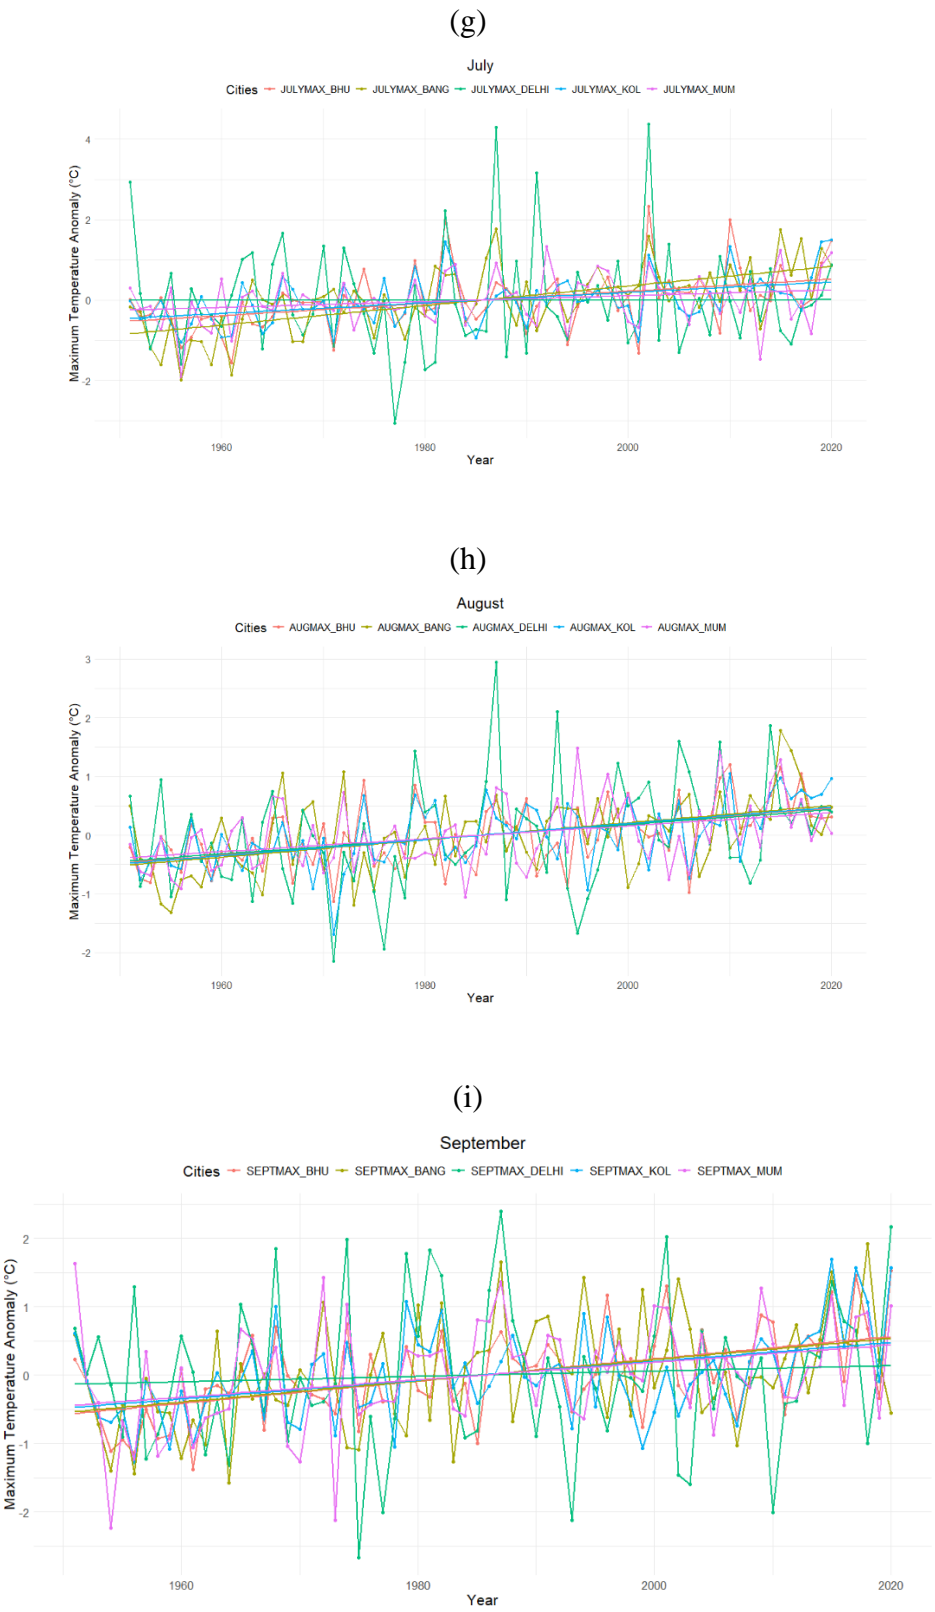 (g)
July
Cities JULYMAX_BHU JULYMAX_BANG JULYMAX_DELHI JULYMAX_KOL JULYMAX_MUM
Maximum Temperature Anomaly (°C)
4
2
0
-2
1960 1980 2000 2020
Year
(h)
August
Cities AUGMAX_BHU AUGMAX_BANG AUGMAX_DELHI AUGMAX_KOL AUGMAX_MUM
Maximum Temperature Anomaly (°C)
3
2
1
0
-1
-2
1960 1980 2000 2020
Year
(i)
September
Cities SEPTMAX_BHU SEPTMAX_BANG SEPTMAX_DELHI SEPTMAX_KOL SEPTMAX_MUM
Maximum Temperature Anomaly (°C)
2
1
0
-1
-2
1960 1980 2000 2020
Year